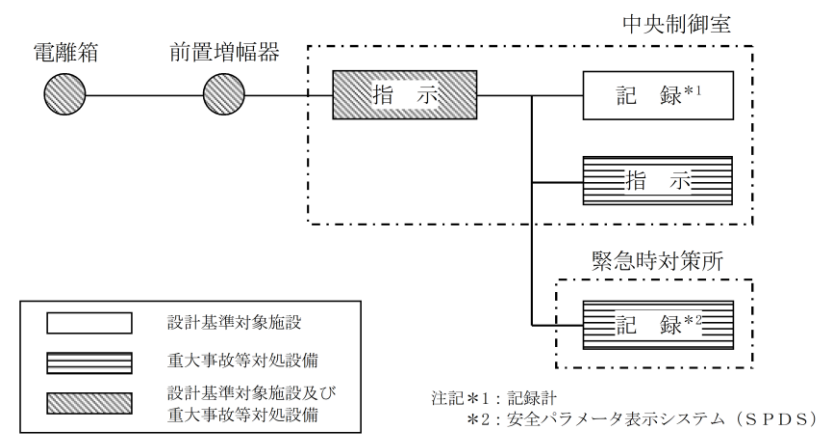 中央制御室
電離箱
前置増幅器
指 示
記 録*1
指 示
緊急時対策所
記 録*2
設計基準対象施設
重大事故等対処設備
設計基準対象施設及び
重大事故等対処設備
注記*1:記録計
*2:安全パラメータ表示システム(SPDS)